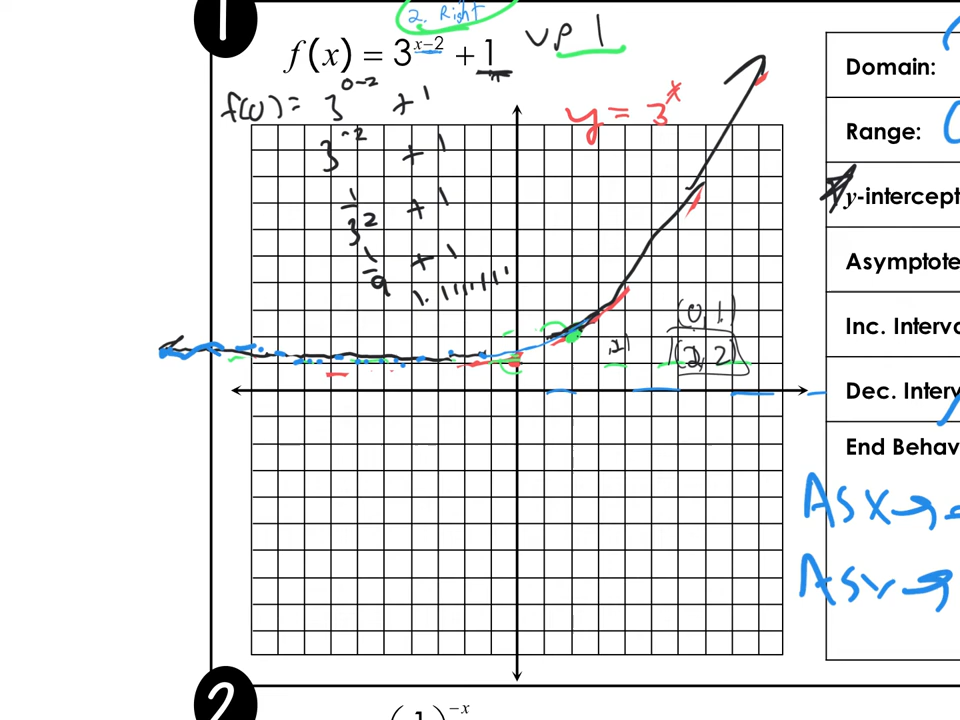 1
2. Right
f(x) = 3^{x-2} + 1 UP 1
f(0) = 3^{0-2} + 1
y = 3^x
3^{-2} + 1
1/3^2 + 1
1/9 + 1
1.1111111
(0,1)
(2,2)
Domain:
Range:
y-intercept
Asymptote
Inc. Interva
Dec. Interv
End Behav
As x→
As x→
2
(1)^{-x}